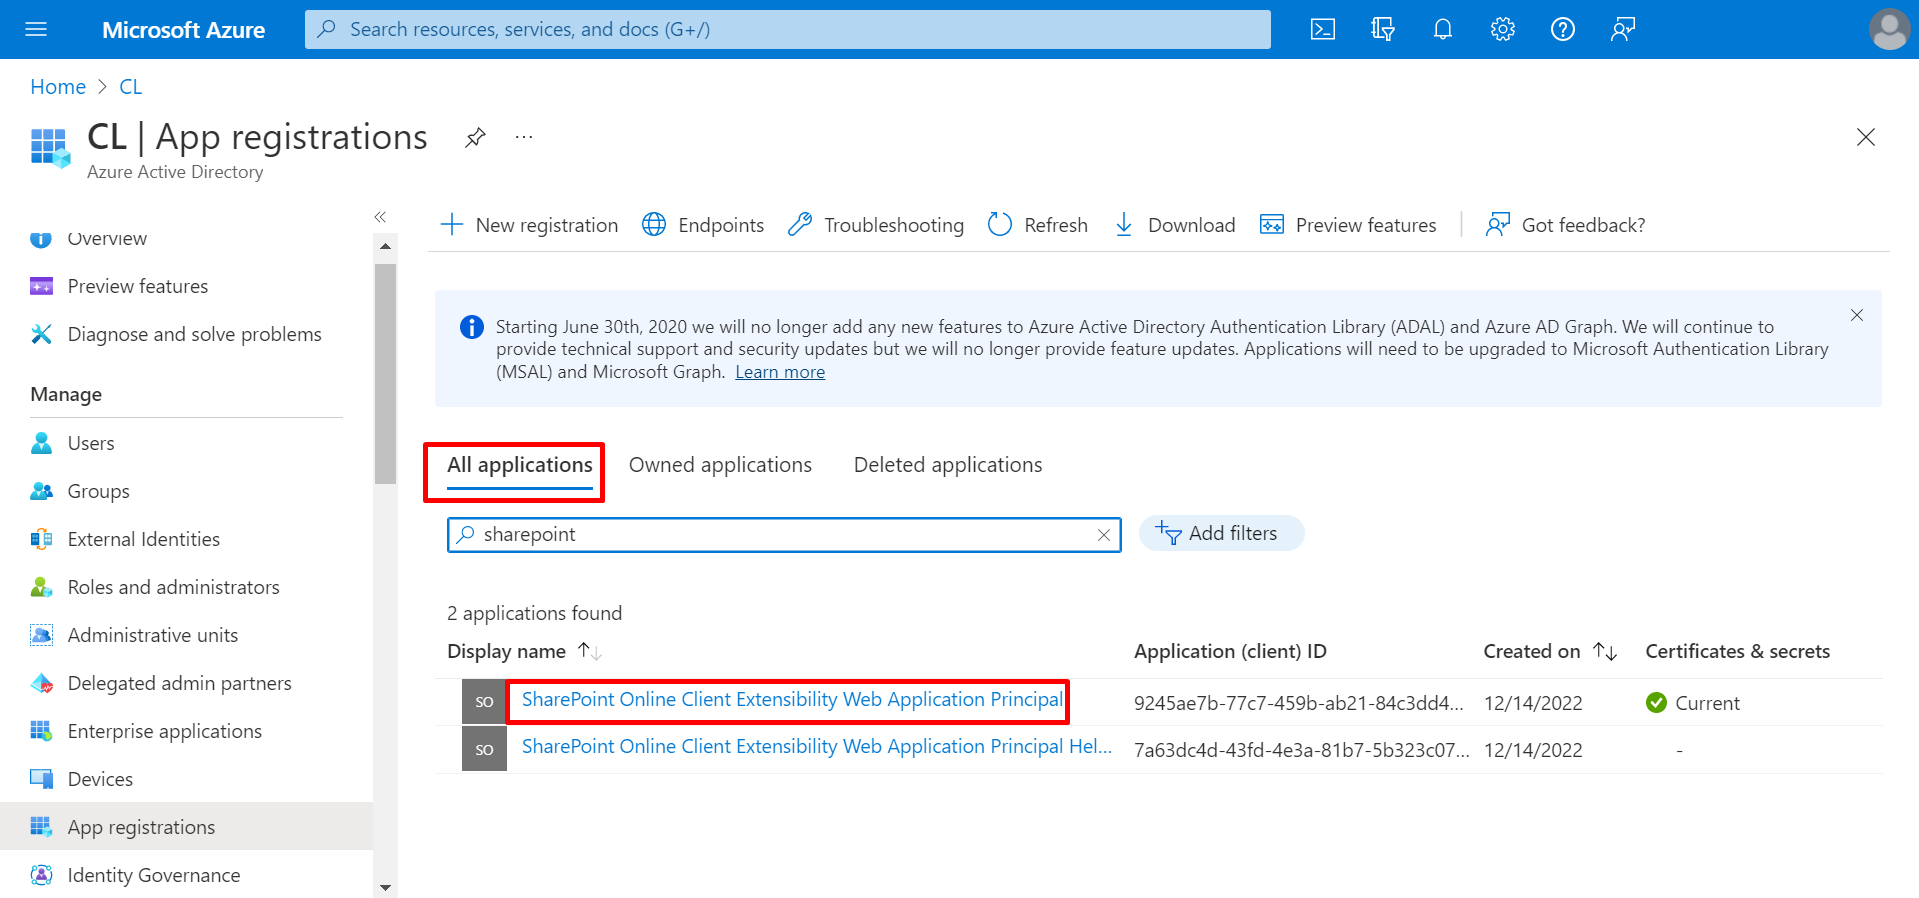 Microsoft Azure
Search resources, services, and docs (G+/)
Home > CL
CL | App registrations
Azure Active Directory
Overview
Preview features
Diagnose and solve problems
Manage
Users
Groups
External Identities
Roles and administrators
Administrative units
Delegated admin partners
Enterprise applications
Devices
App registrations
Identity Governance
New registration Endpoints Troubleshooting Refresh Download Preview features Got feedback?
Starting June 30th, 2020 we will no longer add any new features to Azure Active Directory Authentication Library (ADAL) and Azure AD Graph. We will continue to
provide technical support and security updates but we will no longer provide feature updates. Applications will need to be upgraded to Microsoft Authentication Library
(MSAL) and Microsoft Graph. Learn more
All applications Owned applications Deleted applications
sharepoint
Add filters
2 applications found
Display name Application (client) ID Created on Certificates & secrets
SO SharePoint Online Client Extensibility Web Application Principal 9245ae7b-77c7-459b-ab21-84c3dd4... 12/14/2022 Current
SO SharePoint Online Client Extensibility Web Application Principal Hel... 7a63dc4d-43fd-4e3a-81b7-5b323c07... 12/14/2022 -